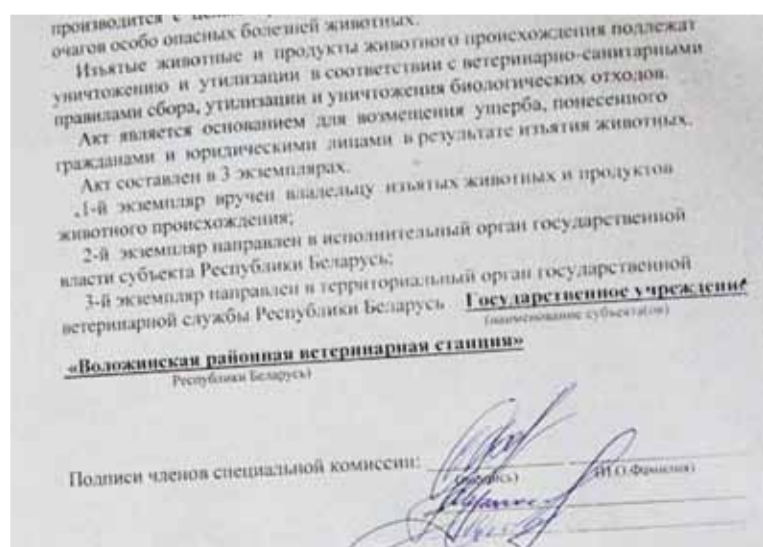 производится с
очагов особо опасных болезней животных.
Изъятые животные и продукты животного происхождения подлежат
уничтожению и утилизации в соответствии с ветеринарно-санитарными
правилами сбора, утилизации и уничтожения биологических отходов.
Акт является основанием для возмещения ущерба, понесенного
гражданами и юридическими лицами в результате изъятия животных.
Акт составлен в 3 экземплярах.
1-й экземпляр вручен владельцу изъятых животных и продуктов
животного происхождения;
2-й экземпляр направлен в исполнительный орган государственной
власти субъекта Республики Беларусь;
3-й экземпляр направлен в территориальный орган государственной
ветеринарной службы Республики Беларусь Государственное учреждение
(наименование субъекта(ов)
«Воложинская районная ветеринарная станция»
Республики Беларусь)
Подписи членов специальной комиссии:
(подпись) (И.О.Фамилия)